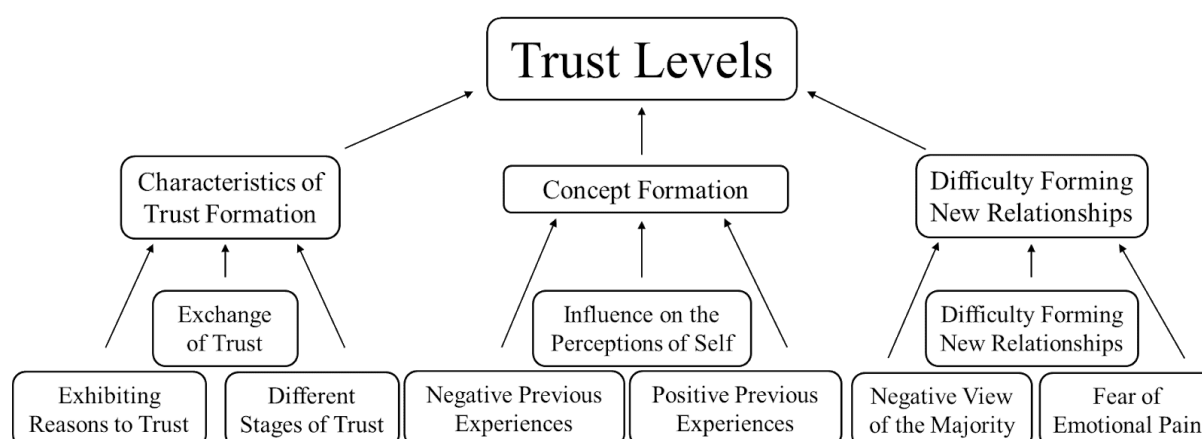 Trust Levels
Characteristics of
Trust Formation
Concept Formation
Difficulty Forming
New Relationships
Exchange
of Trust
Influence on the
Perceptions of Self
Difficulty Forming
New Relationships
Exhibiting
Reasons to Trust
Different
Stages of Trust
Negative Previous
Experiences
Positive Previous
Experiences
Negative View
of the Majority
Fear of
Emotional Pain